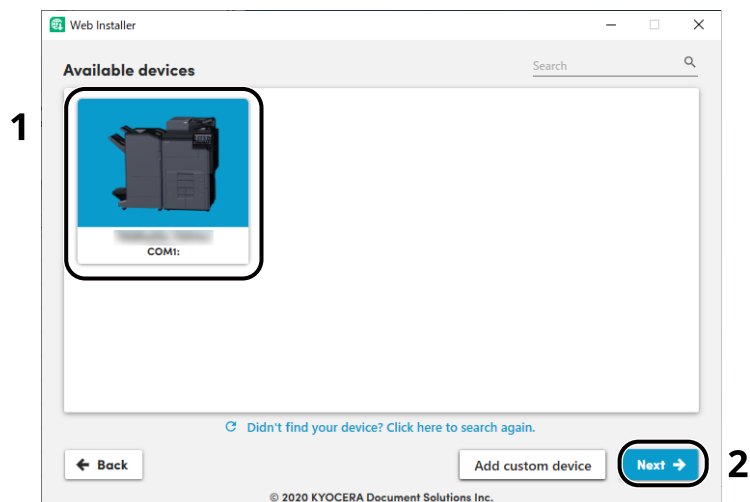 Web Installer
Available devices
Search
1
COM1:
Didn't find your device? Click here to search again.
Back
Add custom device
Next
2
© 2020 KYOCERA Document Solutions Inc.